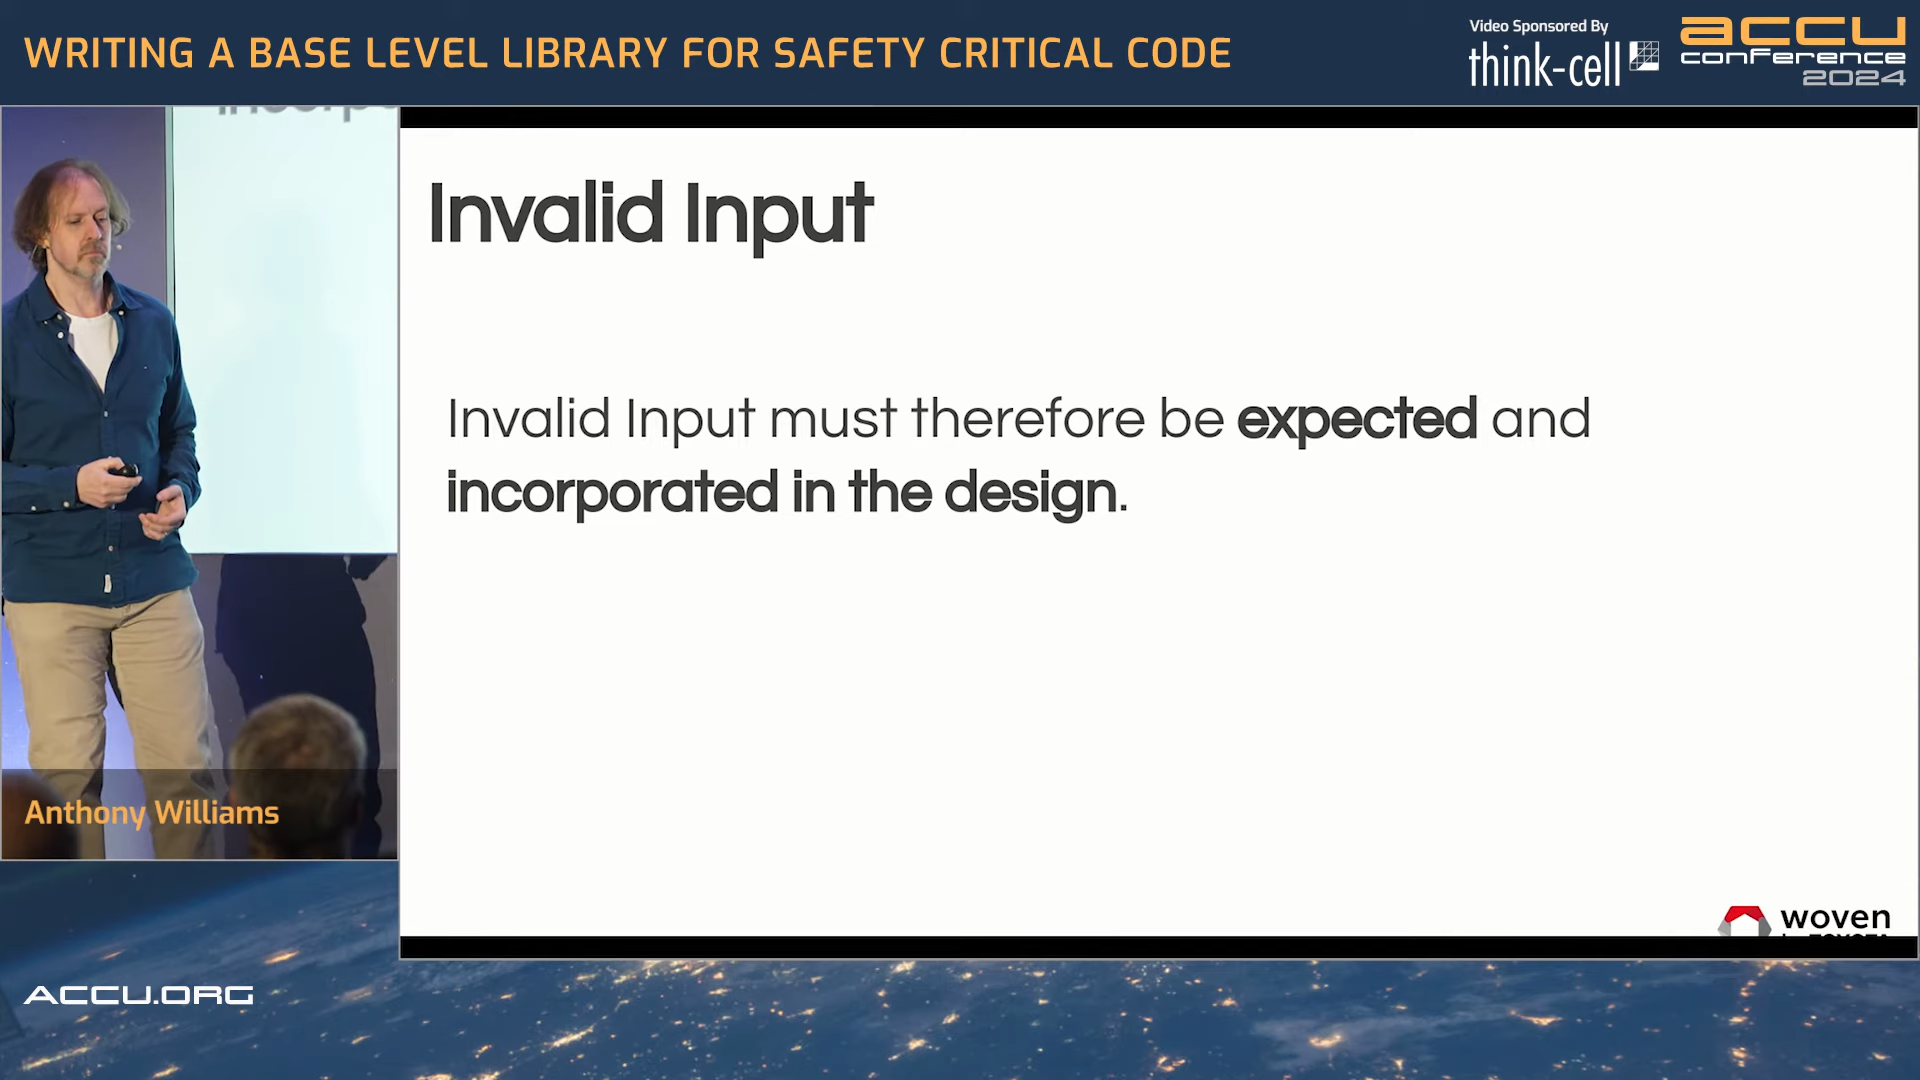 WRITING A BASE LEVEL LIBRARY FOR SAFETY CRITICAL CODE
Video Sponsored By
think-cell
accu
conference
2024
Invalid Input
Invalid Input must therefore be expected and
incorporated in the design.
Anthony Williams
woven
ACCU.ORG